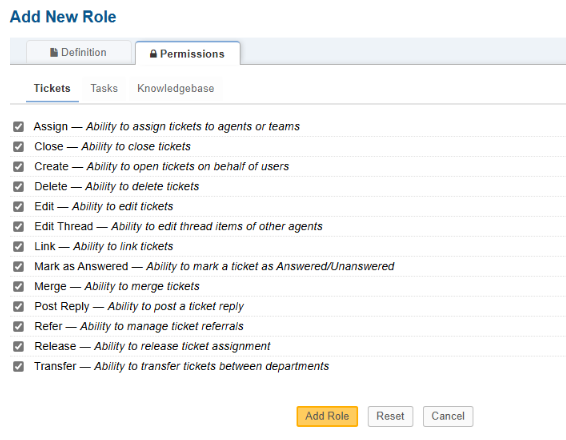 Add New Role
Definition
Permissions
Tickets
Tasks
Knowledgebase
Assign — Ability to assign tickets to agents or teams
Close — Ability to close tickets
Create — Ability to open tickets on behalf of users
Delete — Ability to delete tickets
Edit — Ability to edit tickets
Edit Thread — Ability to edit thread items of other agents
Link — Ability to link tickets
Mark as Answered — Ability to mark a ticket as Answered/Unanswered
Merge — Ability to merge tickets
Post Reply — Ability to post a ticket reply
Refer — Ability to manage ticket referrals
Release — Ability to release ticket assignment
Transfer — Ability to transfer tickets between departments
Add Role
Reset
Cancel